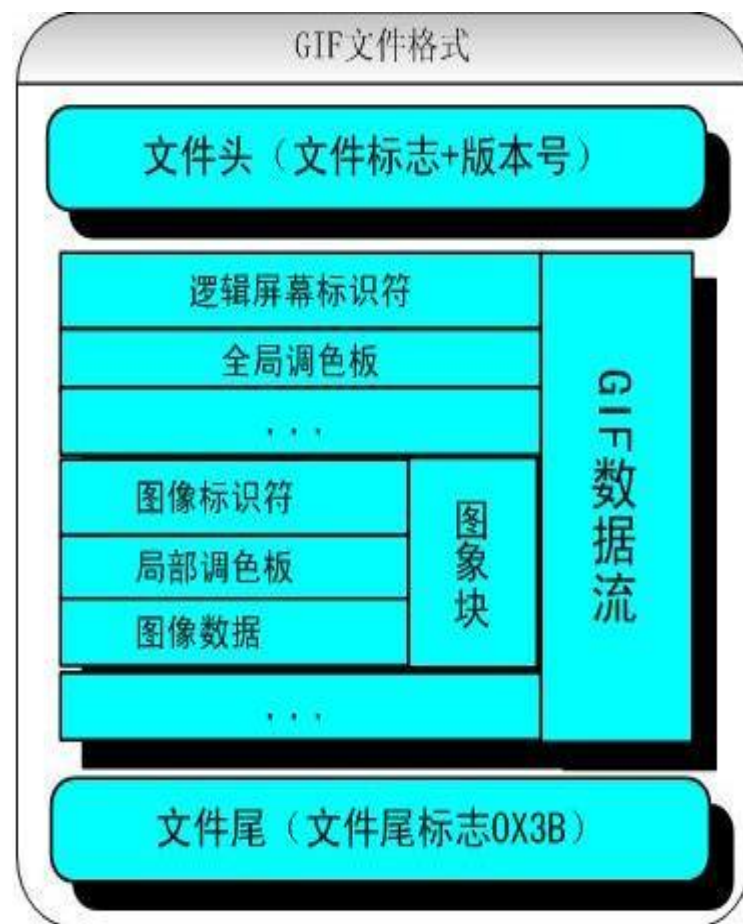 GIF文件格式
文件头（文件标志+版本号）
逻辑屏幕标识符
全局调色板
...
图像标识符
局部调色板
图像数据
图象块
...
GIF数据流
文件尾（文件尾标志0X3B）